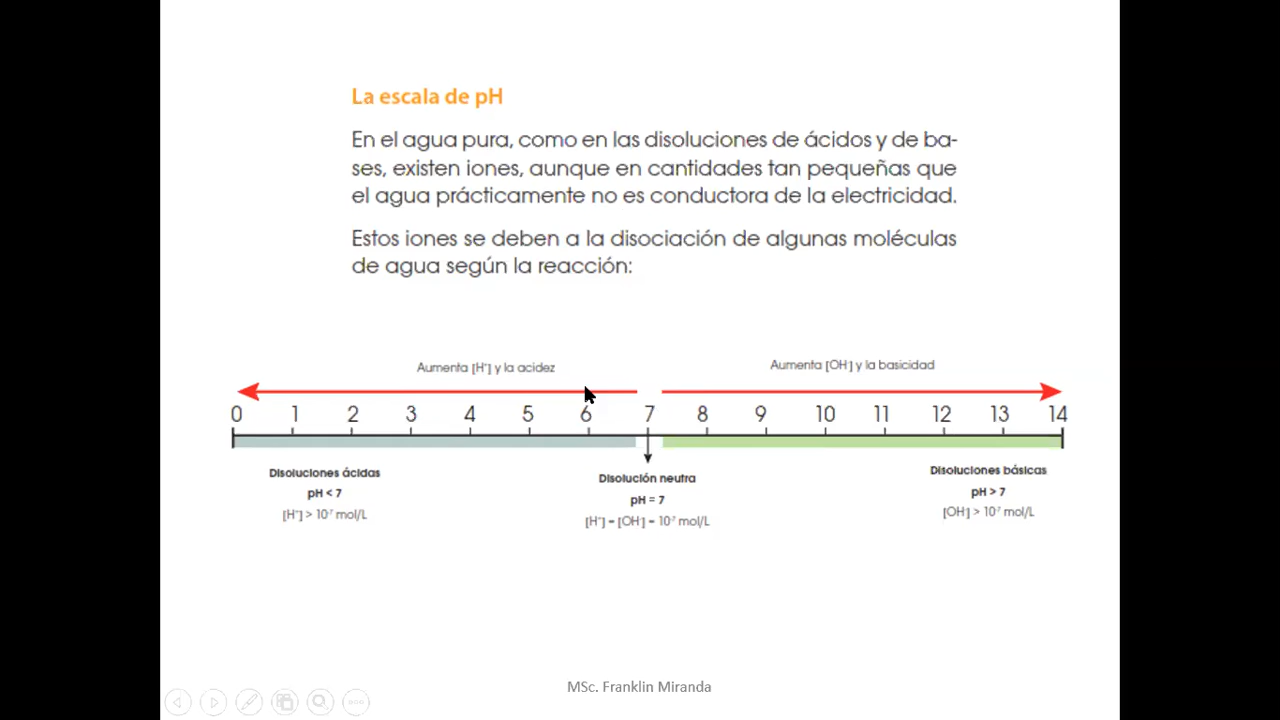 La escala de pH
En el agua pura, como en las disoluciones de ácidos y de ba-
ses, existen iones, aunque en cantidades tan pequeñas que
el agua prácticamente no es conductora de la electricidad.
Estos iones se deben a la disociación de algunas moléculas
de agua según la reacción:
Aumenta [H⁺] y la acidez
Aumenta [OH⁻] y la basicidad
0 1 2 3 4 5 6 7 8 9 10 11 12 13 14
Disoluciones ácidas
pH < 7
[H⁺] > 10⁻⁷ mol/L
Disolución neutra
pH = 7
[H⁺] = [OH⁻] = 10⁻⁷ mol/L
Disoluciones básicas
pH > 7
[OH⁻] > 10⁻⁷ mol/L
MSc. Franklin Miranda